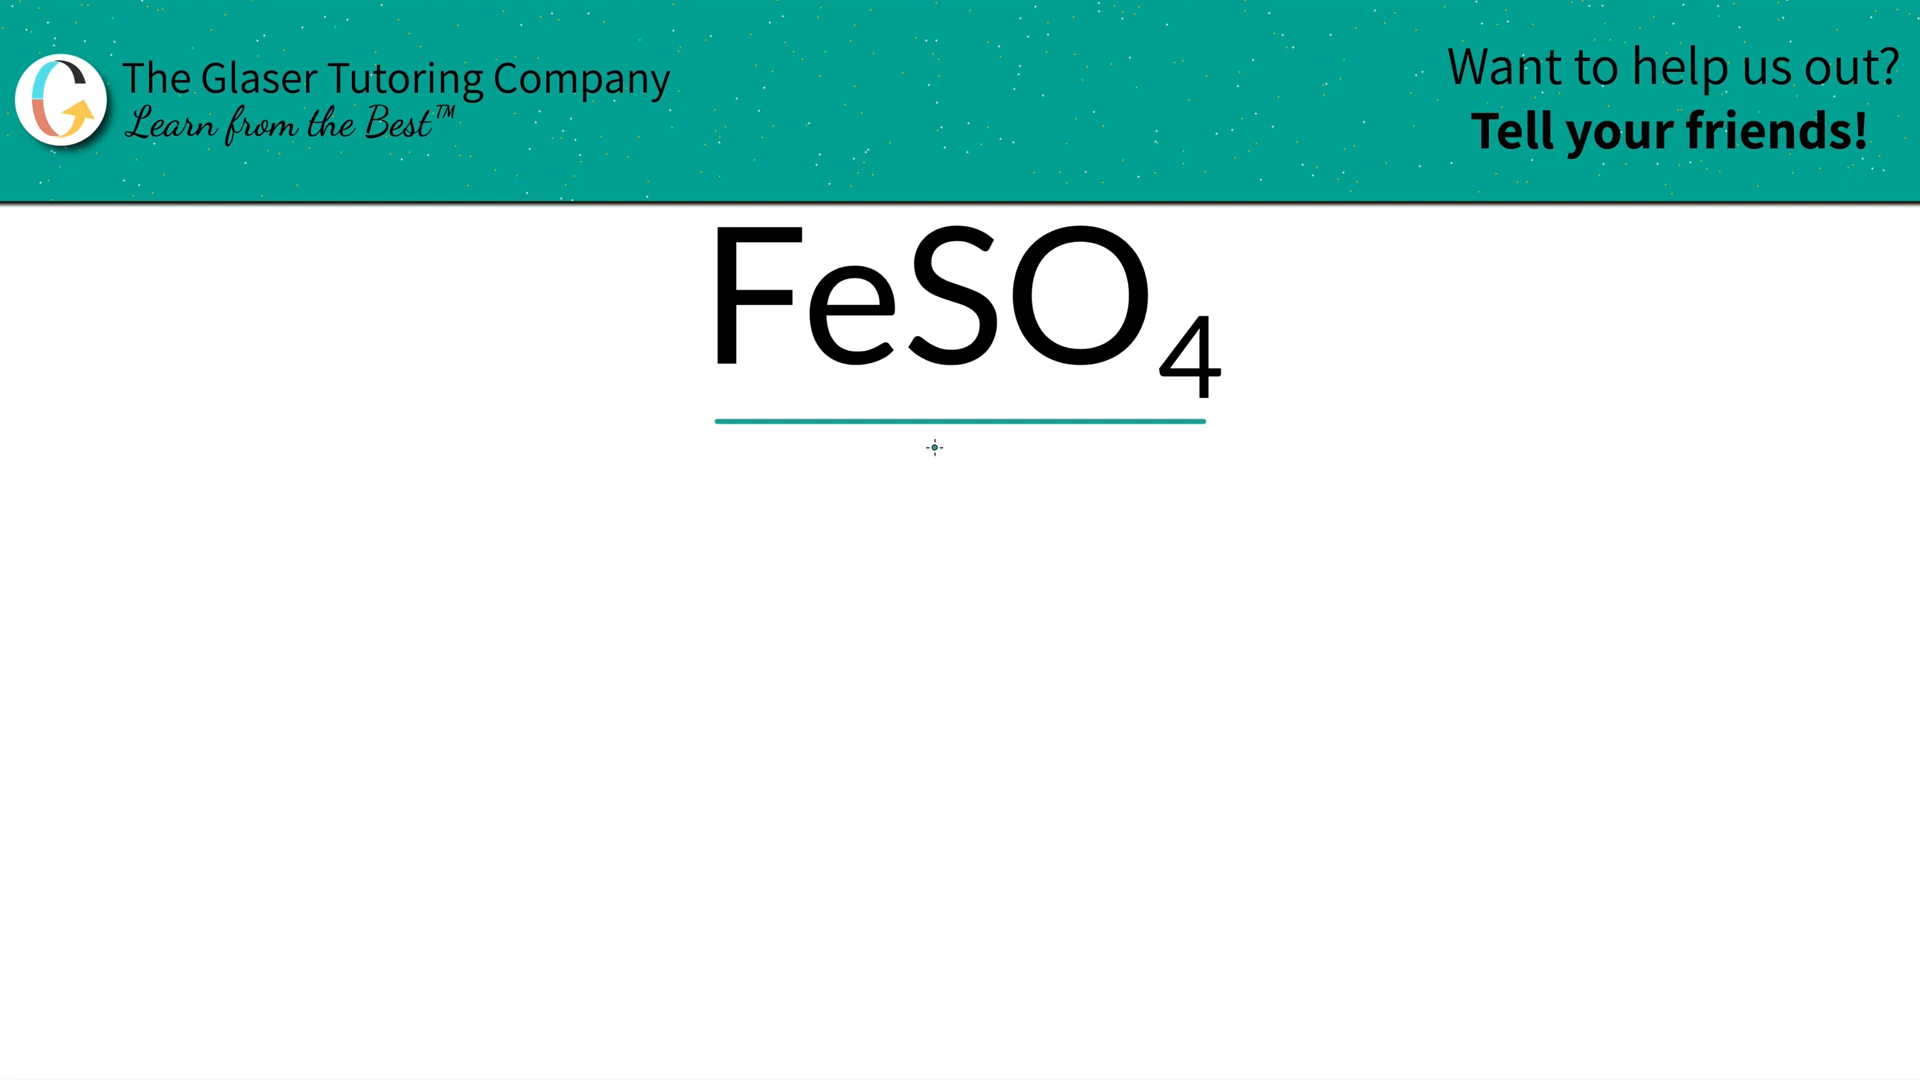 The Glaser Tutoring Company
Learn from the Best™
Want to help us out?
Tell your friends!
FeSO₄